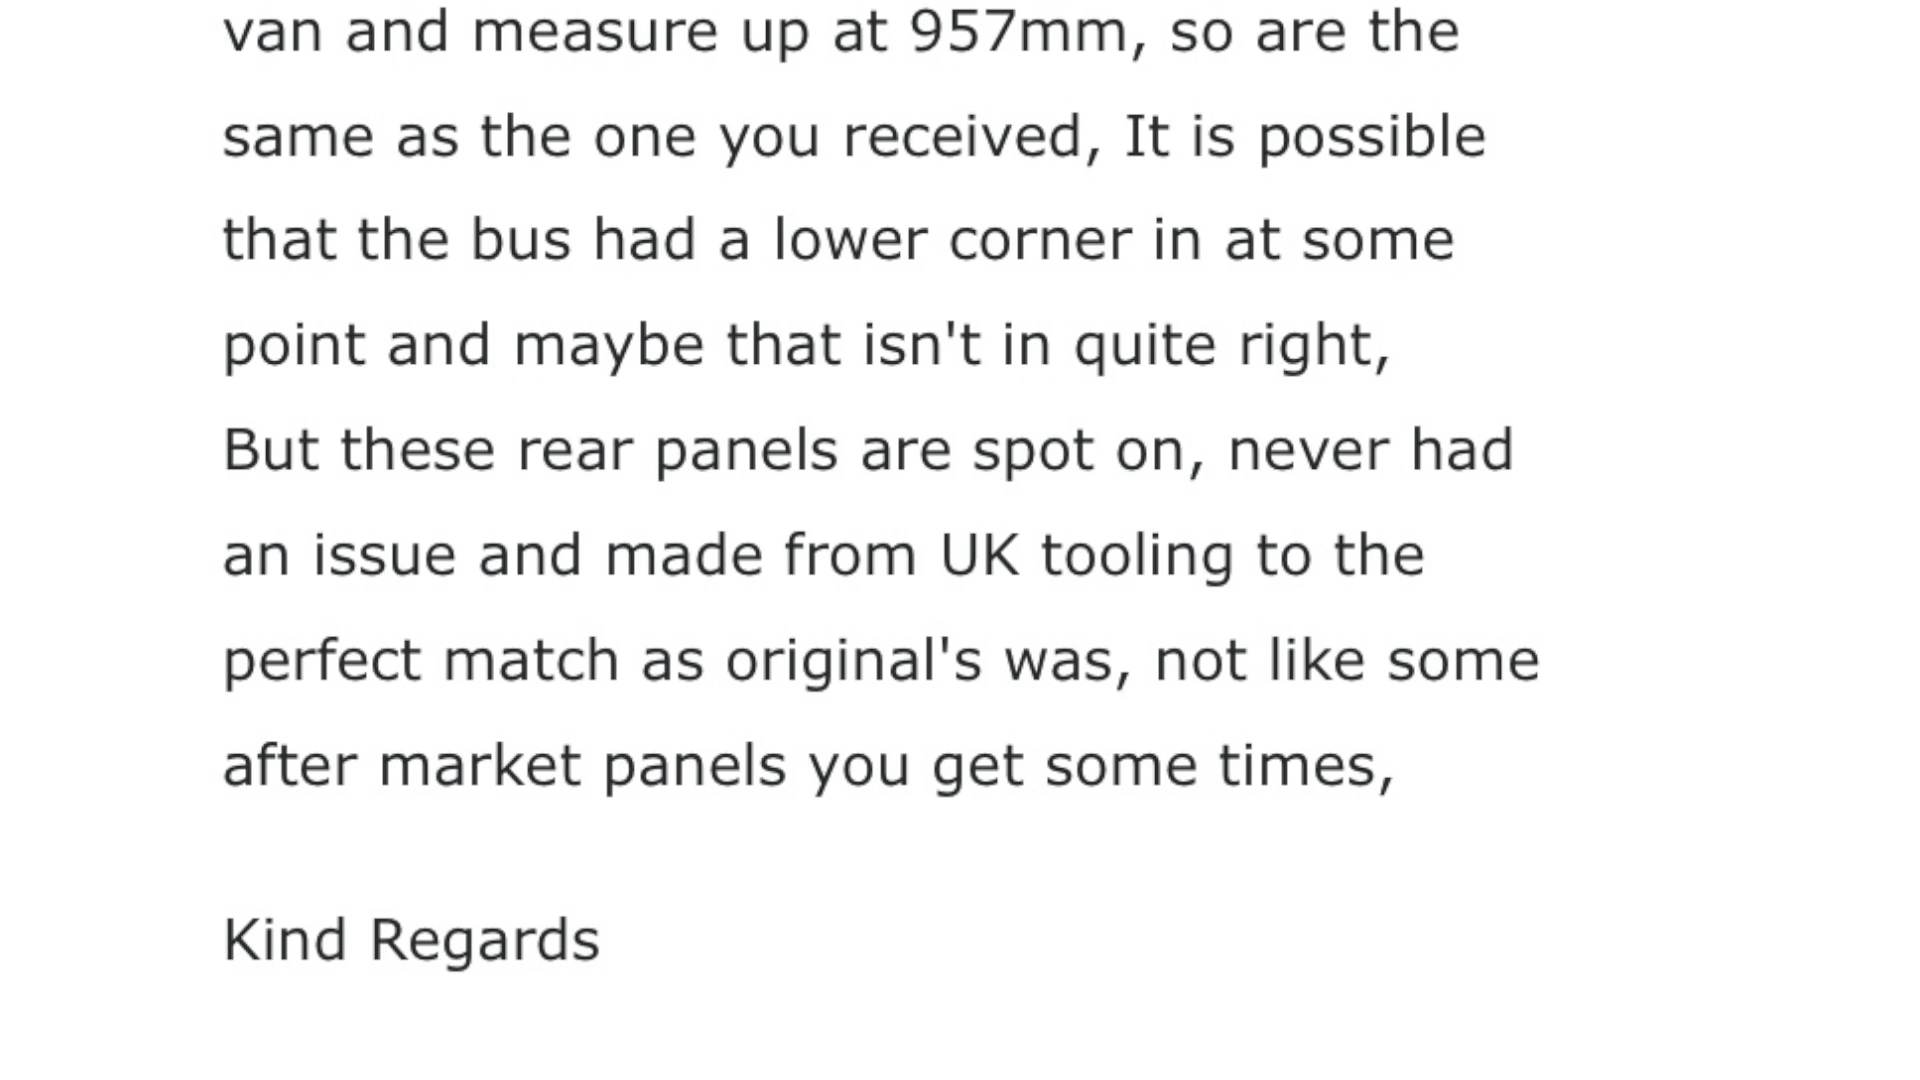 van and measure up at 957mm, so are the
same as the one you received, It is possible
that the bus had a lower corner in at some
point and maybe that isn't in quite right,
But these rear panels are spot on, never had
an issue and made from UK tooling to the
perfect match as original's was, not like some
after market panels you get some times,
Kind Regards